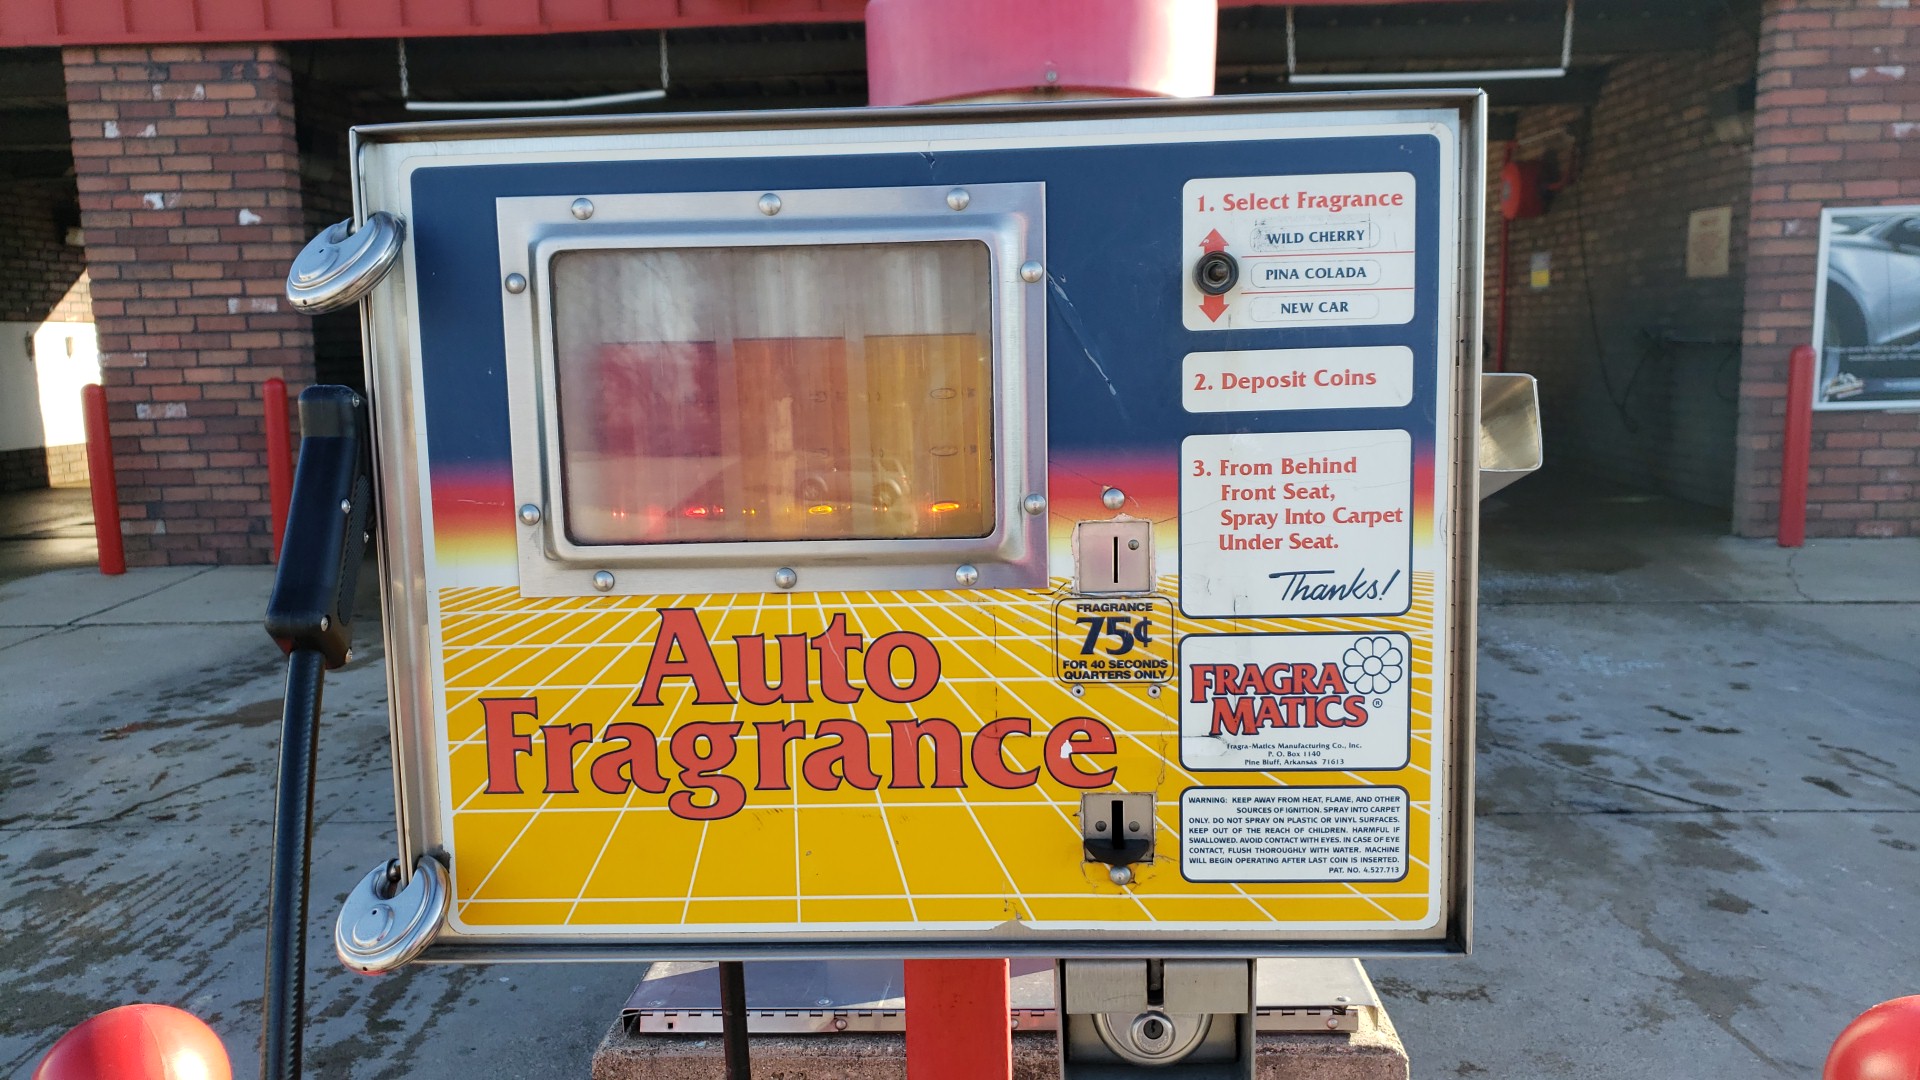 1. Select Fragrance
WILD CHERRY
PINA COLADA
NEW CAR
2. Deposit Coins
3. From Behind
Front Seat,
Spray Into Carpet
Under Seat.
Thanks!
FRAGRANCE
75¢
FOR 40 SECONDS
QUARTERS ONLY
Auto
Fragrance
FRAGRA
MATICS®
Fragra-Matics Manufacturing Co., Inc.
P. O. Box 1140
Pine Bluff, Arkansas 71613
WARNING: KEEP AWAY FROM HEAT, FLAME, AND OTHER
SOURCES OF IGNITION. SPRAY INTO CARPET
ONLY. DO NOT SPRAY ON PLASTIC OR VINYL SURFACES.
KEEP OUT OF THE REACH OF CHILDREN. HARMFUL IF
SWALLOWED. AVOID CONTACT WITH EYES. IN CASE OF EYE
CONTACT, FLUSH THOROUGHLY WITH WATER. MACHINE
WILL BEGIN OPERATING AFTER LAST COIN IS INSERTED.
PAT. NO. 4,527,713